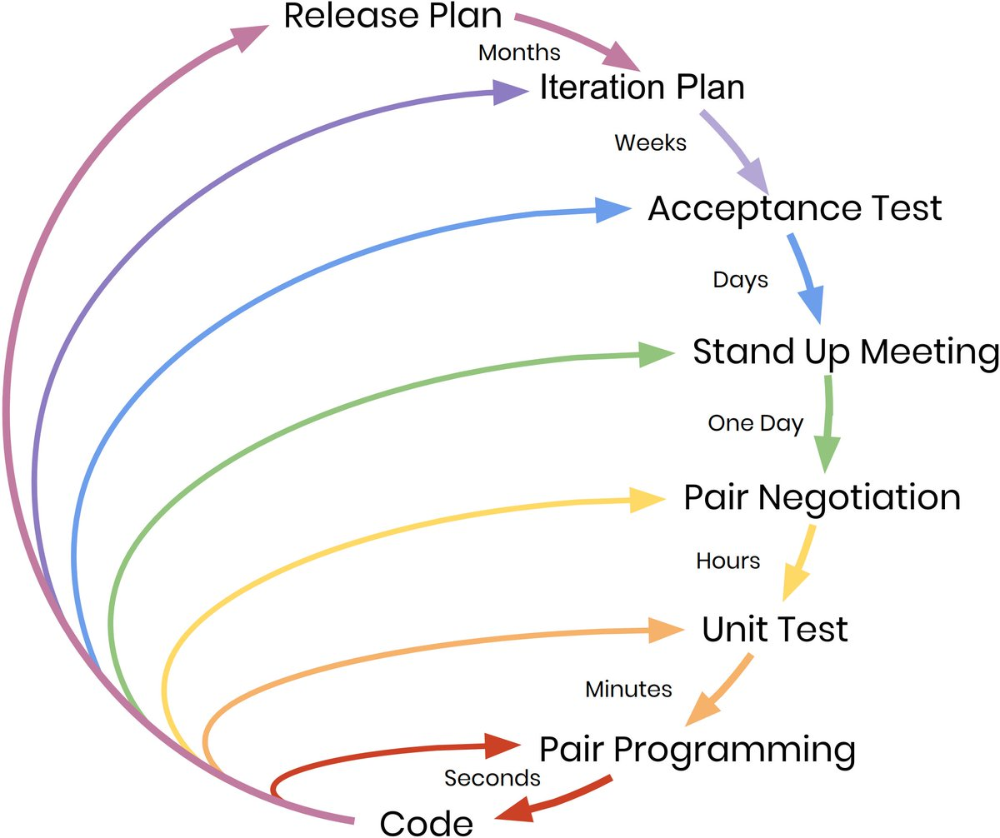 Release Plan
Months
Iteration Plan
Weeks
Acceptance Test
Days
Stand Up Meeting
One Day
Pair Negotiation
Hours
Unit Test
Minutes
Pair Programming
Seconds
Code